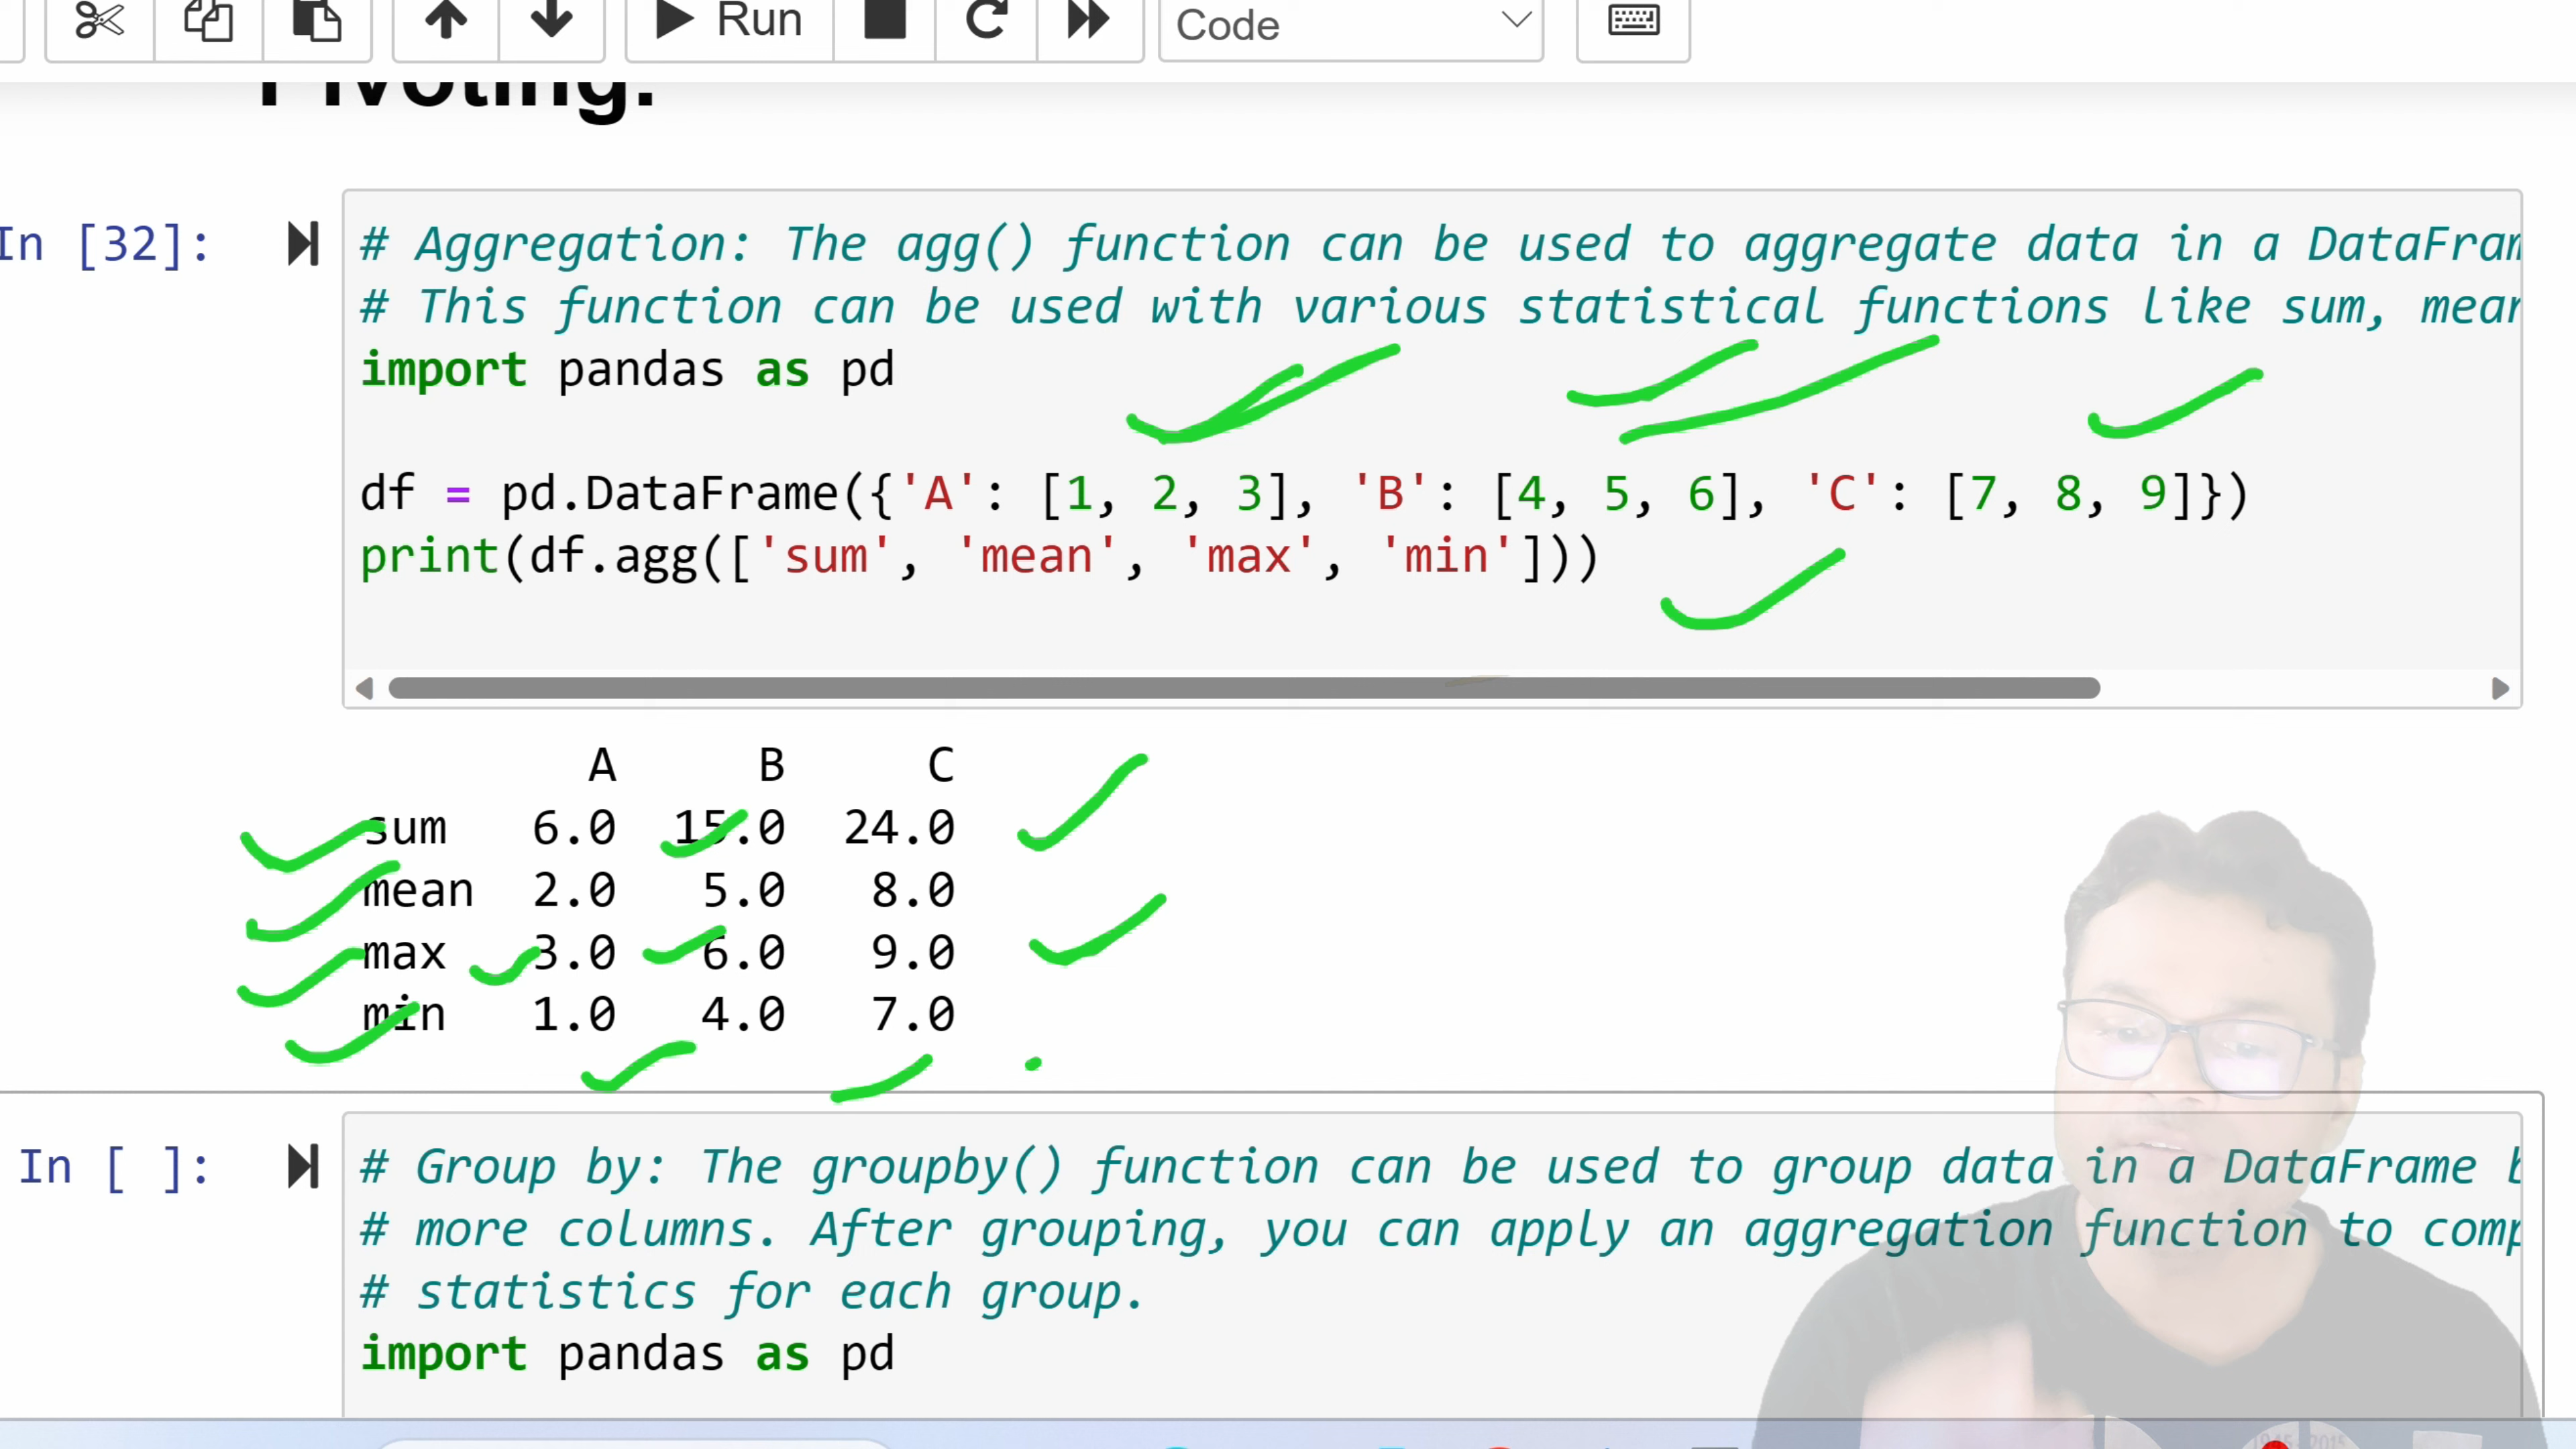 Run
Code
Pivoting.
In [32]:
# Aggregation: The agg() function can be used to aggregate data in a DataFram
# This function can be used with various statistical functions like sum, mean
import pandas as pd
df = pd.DataFrame({'A': [1, 2, 3], 'B': [4, 5, 6], 'C': [7, 8, 9]})
print(df.agg(['sum', 'mean', 'max', 'min']))
A B C
sum 6.0 15.0 24.0
mean 2.0 5.0 8.0
max 3.0 6.0 9.0
min 1.0 4.0 7.0
In [ ]:
# Group by: The groupby() function can be used to group data in a DataFrame b
# more columns. After grouping, you can apply an aggregation function to comp
# statistics for each group.
import pandas as pd